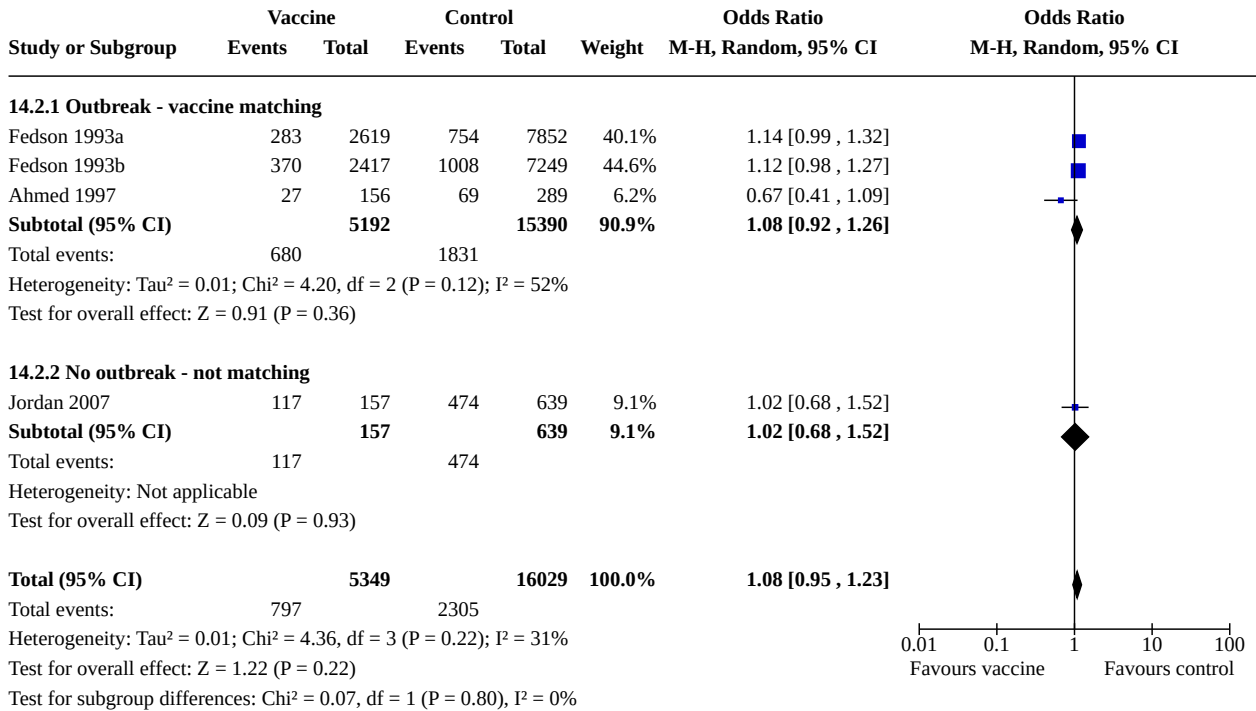 Vaccine Control Odds Ratio Odds Ratio
Study or Subgroup Events Total Events Total Weight M-H, Random, 95% CI M-H, Random, 95% CI
14.2.1 Outbreak - vaccine matching
Fedson 1993a 283 2619 754 7852 40.1% 1.14 [0.99 , 1.32]
Fedson 1993b 370 2417 1008 7249 44.6% 1.12 [0.98 , 1.27]
Ahmed 1997 27 156 69 289 6.2% 0.67 [0.41 , 1.09]
Subtotal (95% CI) 5192 15390 90.9% 1.08 [0.92 , 1.26]
Total events: 680 1831
Heterogeneity: Tau² = 0.01; Chi² = 4.20, df = 2 (P = 0.12); I² = 52%
Test for overall effect: Z = 0.91 (P = 0.36)
14.2.2 No outbreak - not matching
Jordan 2007 117 157 474 639 9.1% 1.02 [0.68 , 1.52]
Subtotal (95% CI) 157 639 9.1% 1.02 [0.68 , 1.52]
Total events: 117 474
Heterogeneity: Not applicable
Test for overall effect: Z = 0.09 (P = 0.93)
Total (95% CI) 5349 16029 100.0% 1.08 [0.95 , 1.23]
Total events: 797 2305
Heterogeneity: Tau² = 0.01; Chi² = 4.36, df = 3 (P = 0.22); I² = 31%
Test for overall effect: Z = 1.22 (P = 0.22)
Test for subgroup differences: Chi² = 0.07, df = 1 (P = 0.80), I² = 0%
0.01 0.1 1 10 100
Favours vaccine Favours control